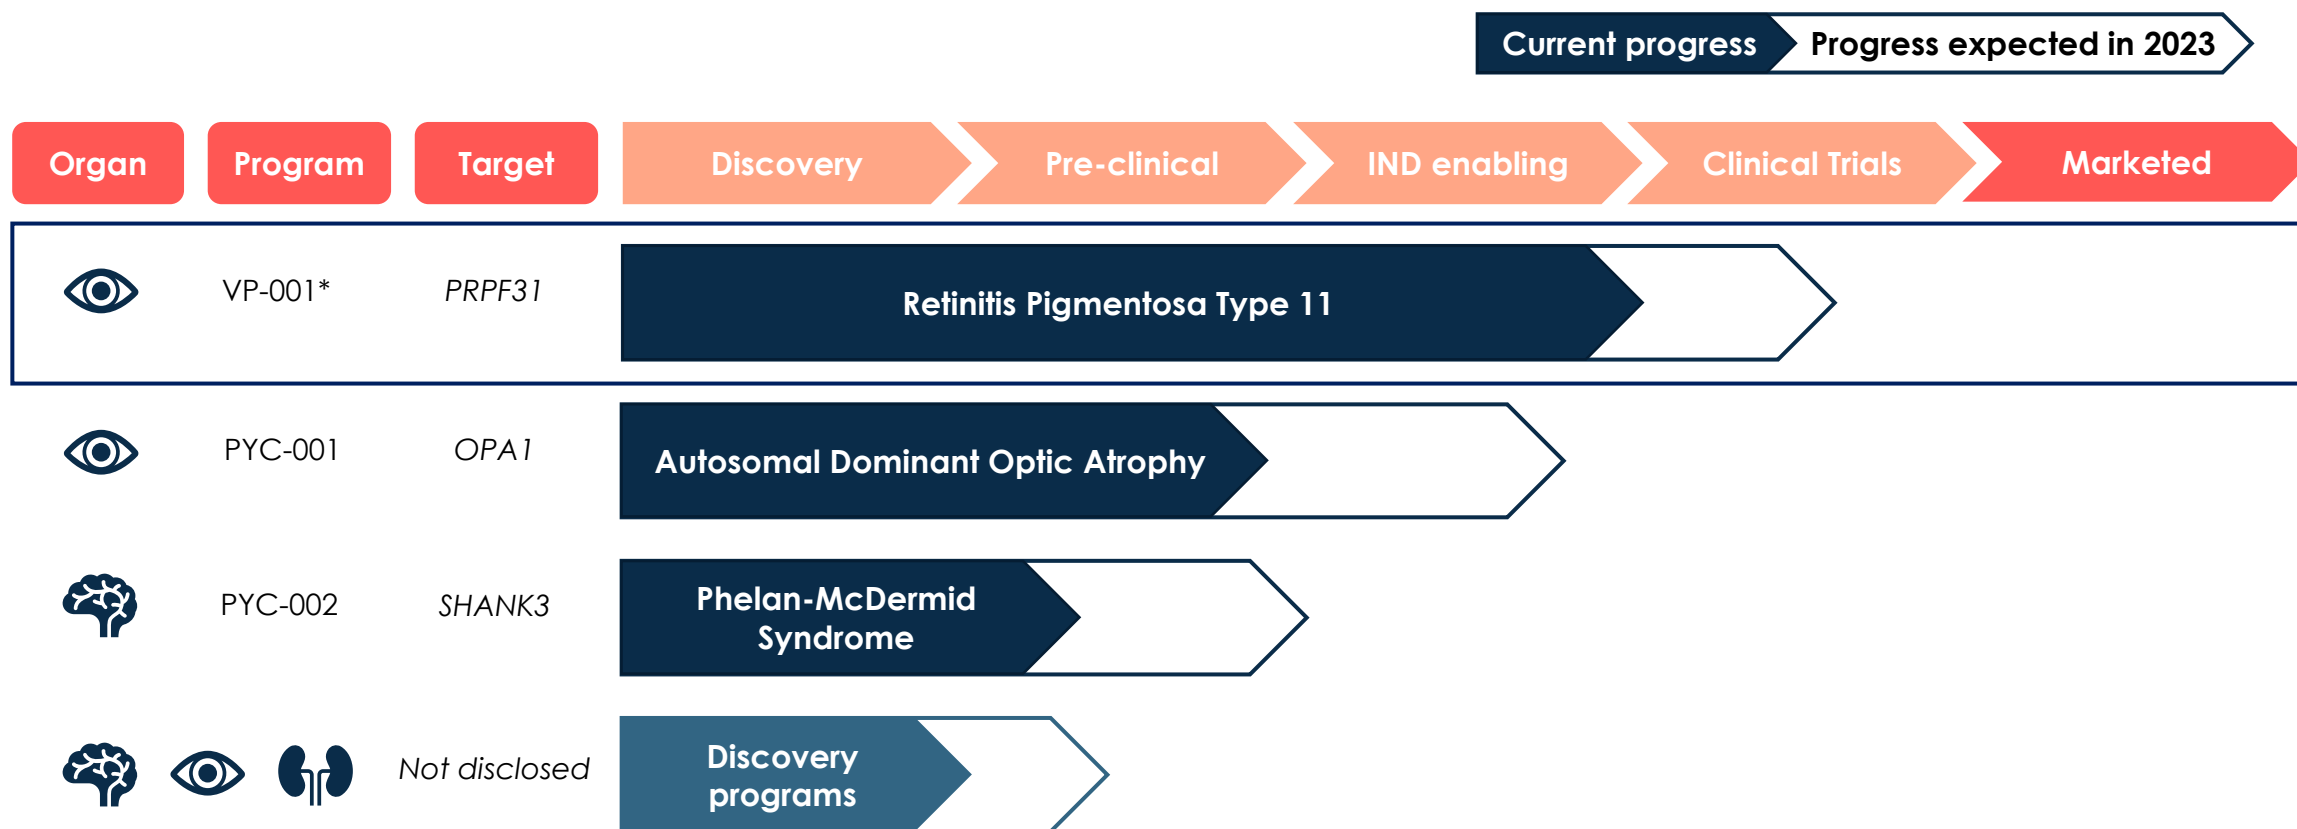 Current progress Progress expected in 2023
Organ Program Target Discovery Pre-clinical IND enabling Clinical Trials Marketed
VP-001* PRPF31 Retinitis Pigmentosa Type 11
PYC-001 OPA1 Autosomal Dominant Optic Atrophy
PYC-002 SHANK3 Phelan-McDermid
Syndrome
Not disclosed Discovery
programs